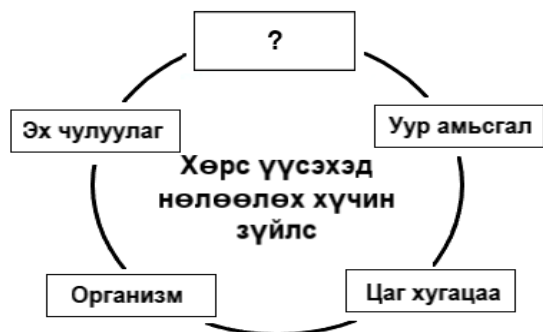 ?
Эх чулуулаг
Уур амьсгал
Хөрс үүсэхэд
нөлөөлөх хүчин
зүйлс
Организм
Цаг хугацаа